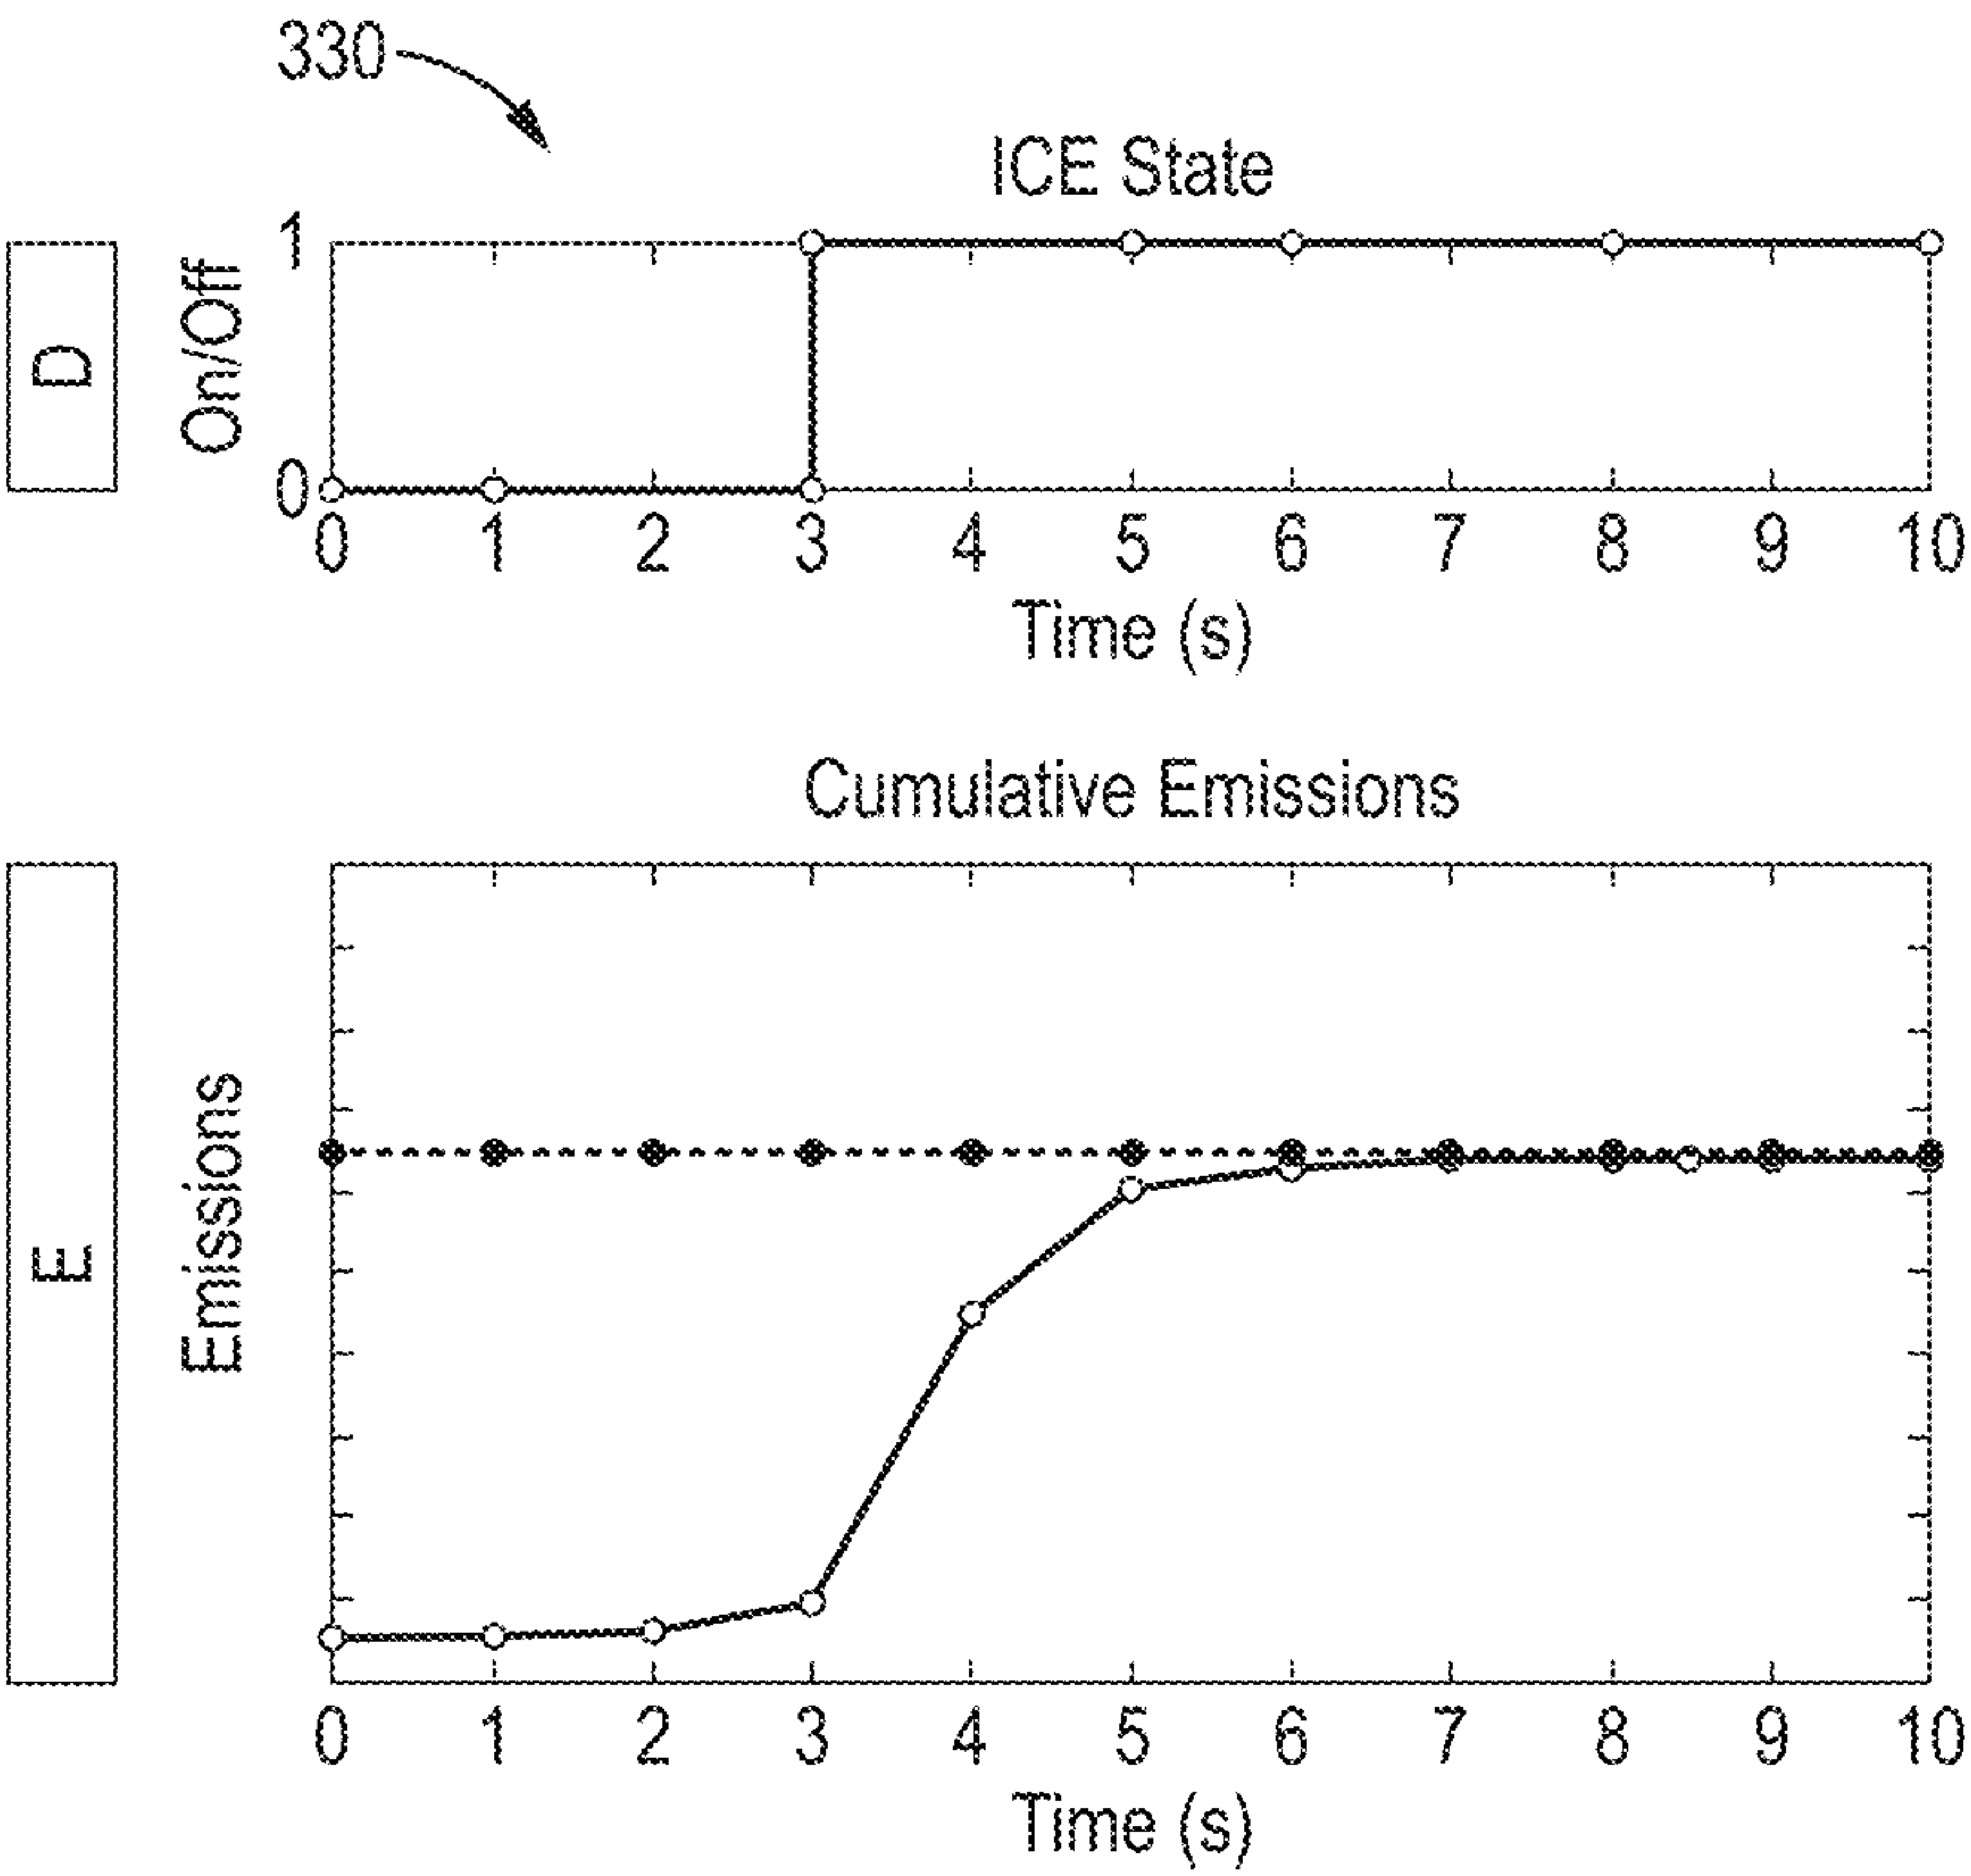 330
ICE State
D
On/Off
1
0
0 1 2 3 4 5 6 7 8 9 10
Time (s)
Cumulative Emissions
E
Emissions
0 1 2 3 4 5 6 7 8 9 10
Time (s)